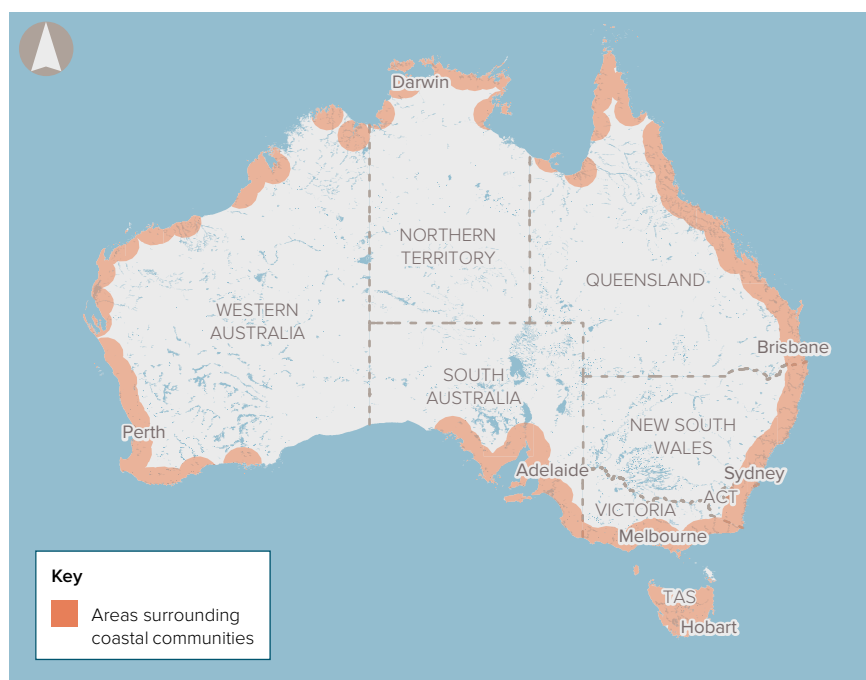 Darwin
NORTHERN
TERRITORY
QUEENSLAND
WESTERN
AUSTRALIA
Brisbane
SOUTH
AUSTRALIA
NEW SOUTH
WALES
Perth
Adelaide
Sydney
ACT
VICTORIA
Melbourne
TAS
Hobart
Key
Areas surrounding
coastal communities